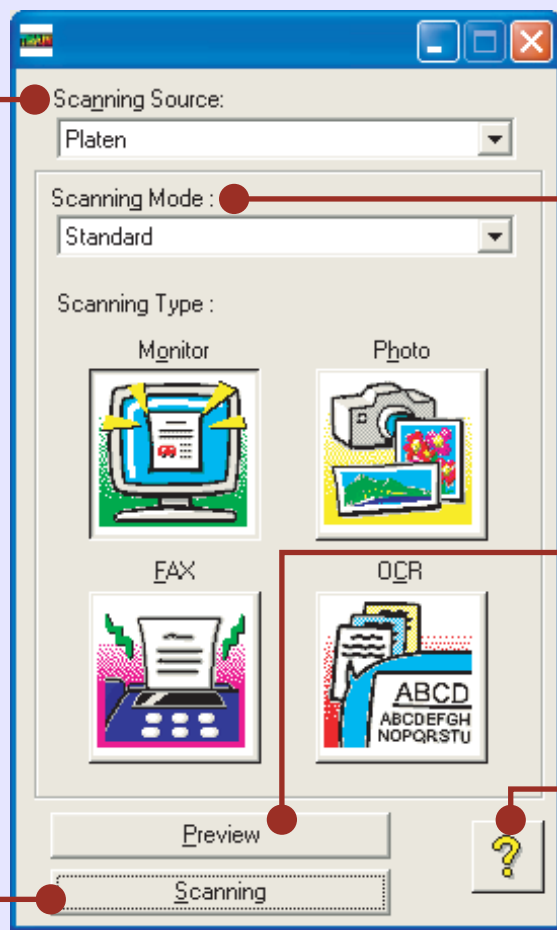 Scanning Source:
Platen
Scanning Mode :
Standard
Scanning Type :
Monitor Photo
FAX OCR
ABCD
ABCDEFGH
NOPQRSTU
Preview
?
Scanning